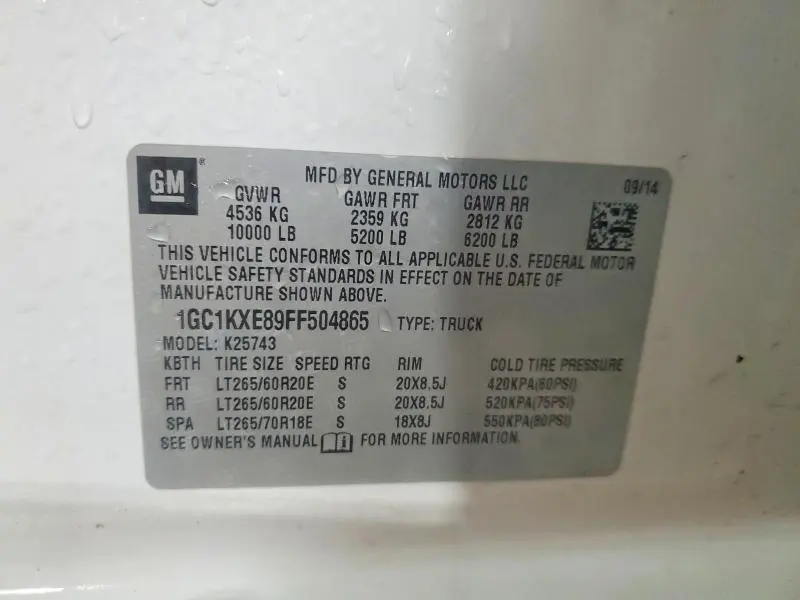 GM
MFD BY GENERAL MOTORS LLC 09/14
GVWR GAWR FRT GAWR RR
4536 KG 2359 KG 2812 KG
10000 LB 5200 LB 6200 LB
THIS VEHICLE CONFORMS TO ALL APPLICABLE U.S. FEDERAL MOTOR
VEHICLE SAFETY STANDARDS IN EFFECT ON THE DATE OF
MANUFACTURE SHOWN ABOVE.
1GC1KXE89FF504865 TYPE: TRUCK
MODEL: K25743
KBTH TIRE SIZE SPEED RTG RIM COLD TIRE PRESSURE
FRT LT265/60R20E S 20X8.5J 420KPA(60PSI)
RR LT265/60R20E S 20X8.5J 520KPA(75PSI)
SPA LT265/70R18E S 18X8J 550KPA(80PSI)
SEE OWNER'S MANUAL FOR MORE INFORMATION.